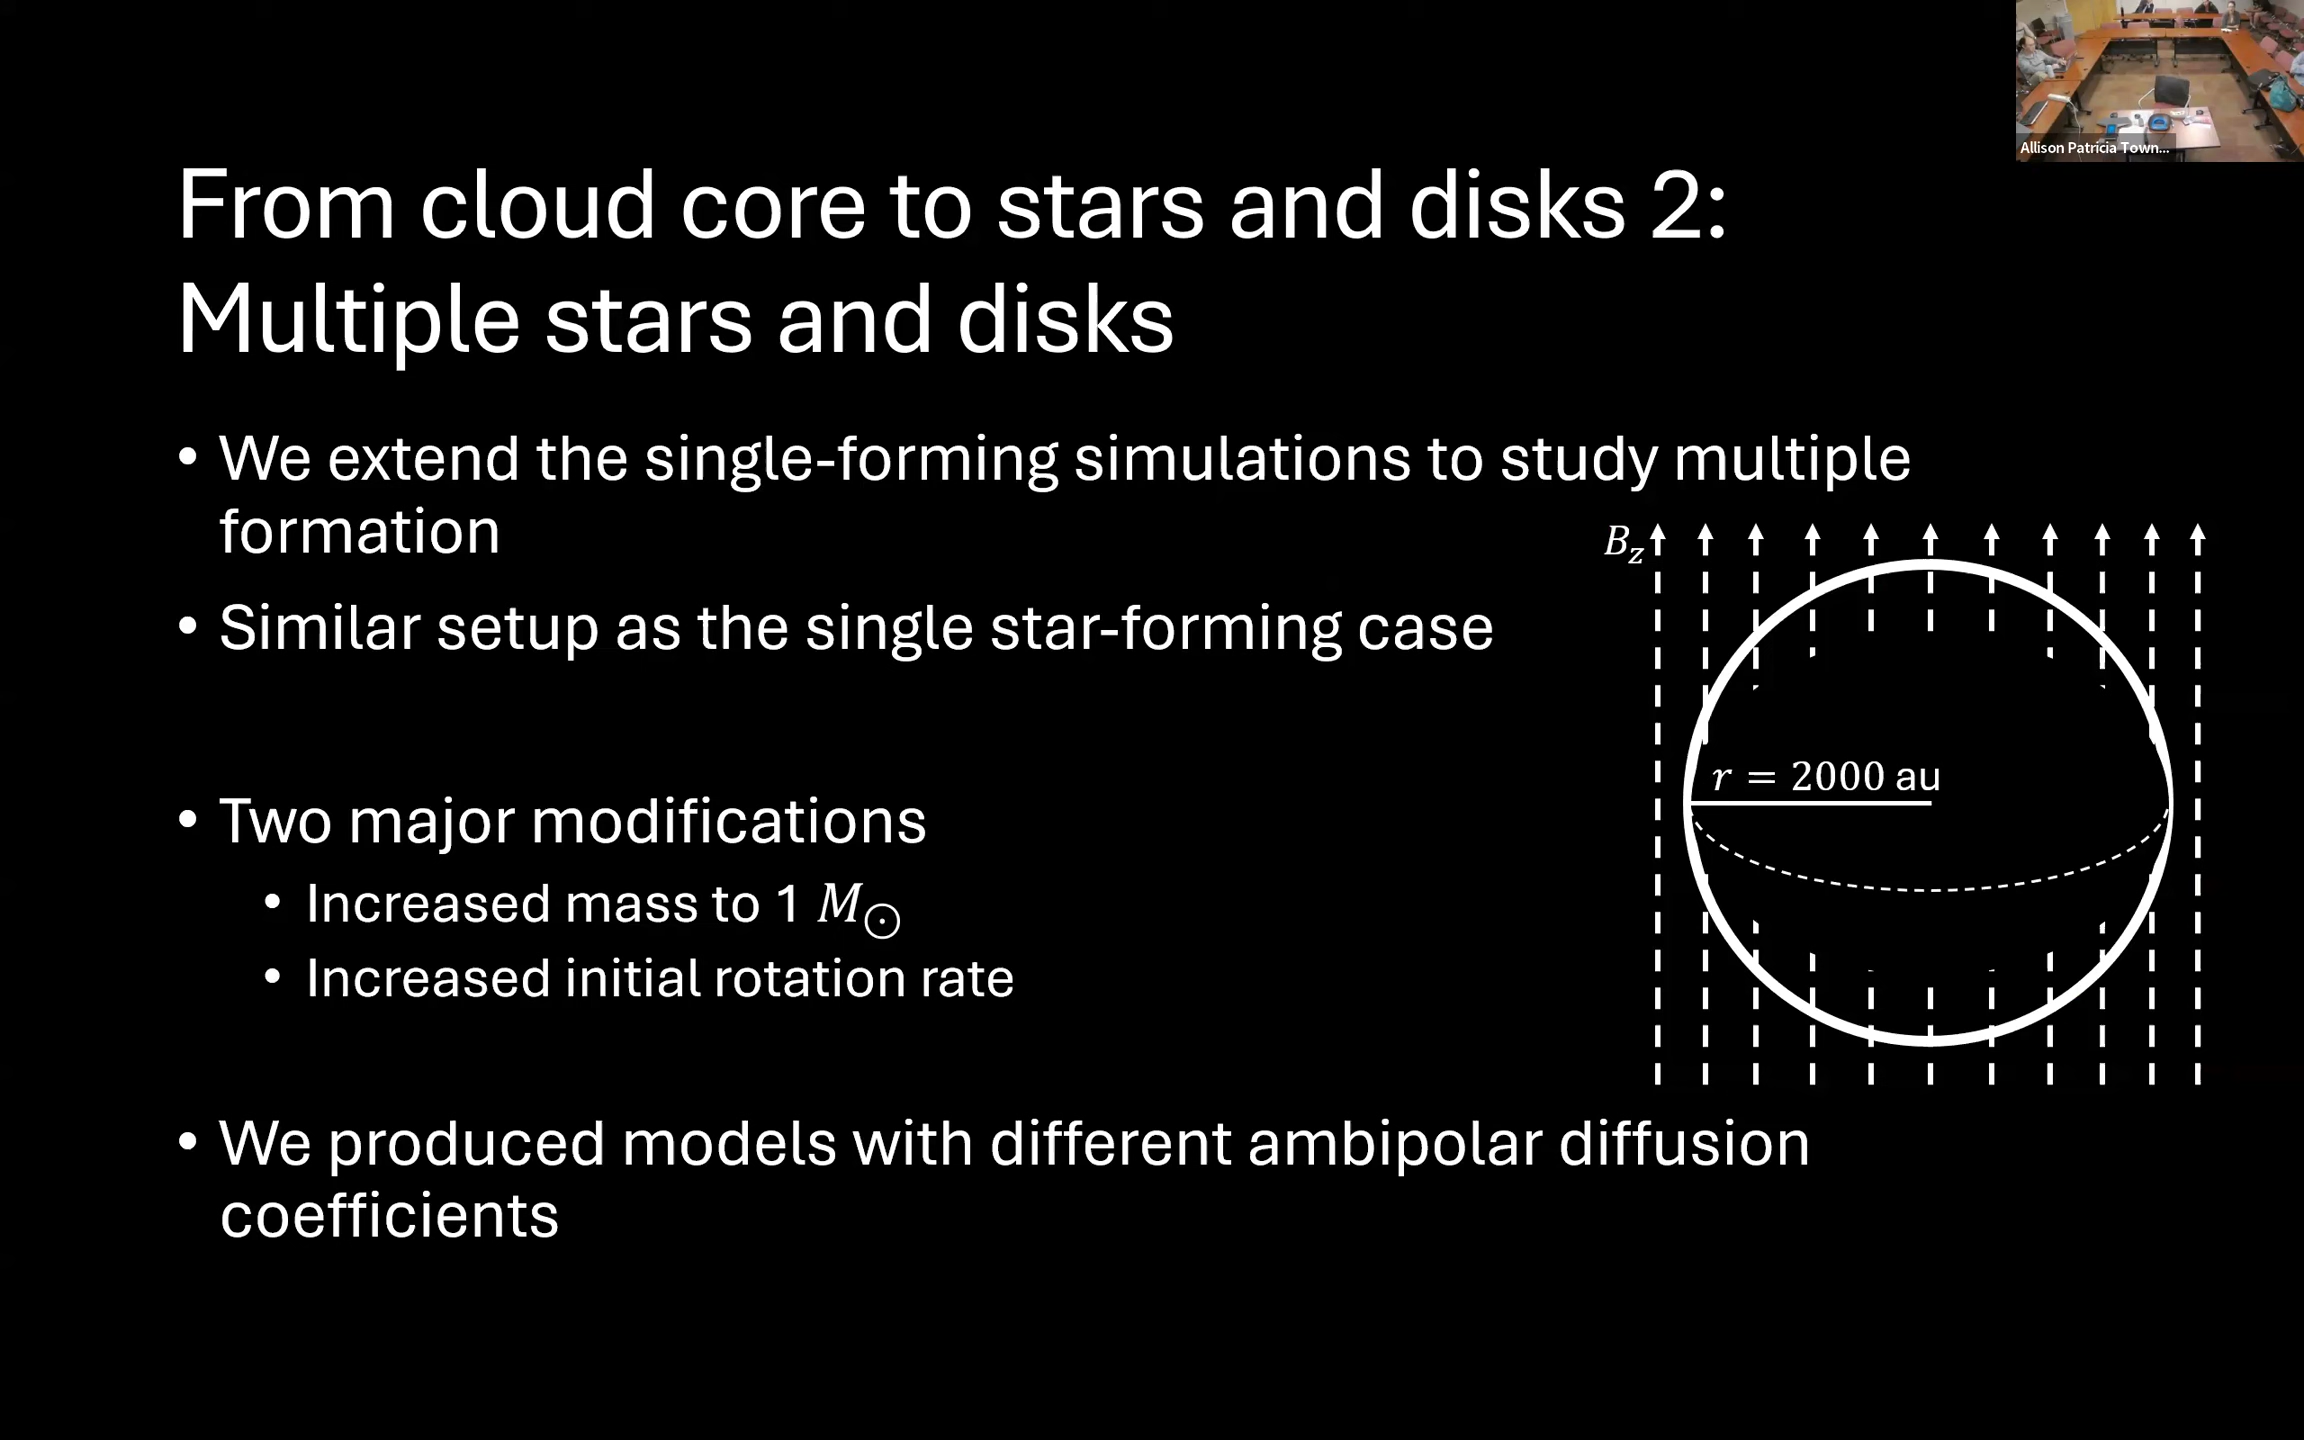 Allison Patricia Town...
From cloud core to stars and disks 2:
Multiple stars and disks
• We extend the single-forming simulations to study multiple
formation
• Similar setup as the single star-forming case
• Two major modifications
• Increased mass to 1 M☉
• Increased initial rotation rate
• We produced models with different ambipolar diffusion
coefficients
B_z
r = 2000 au